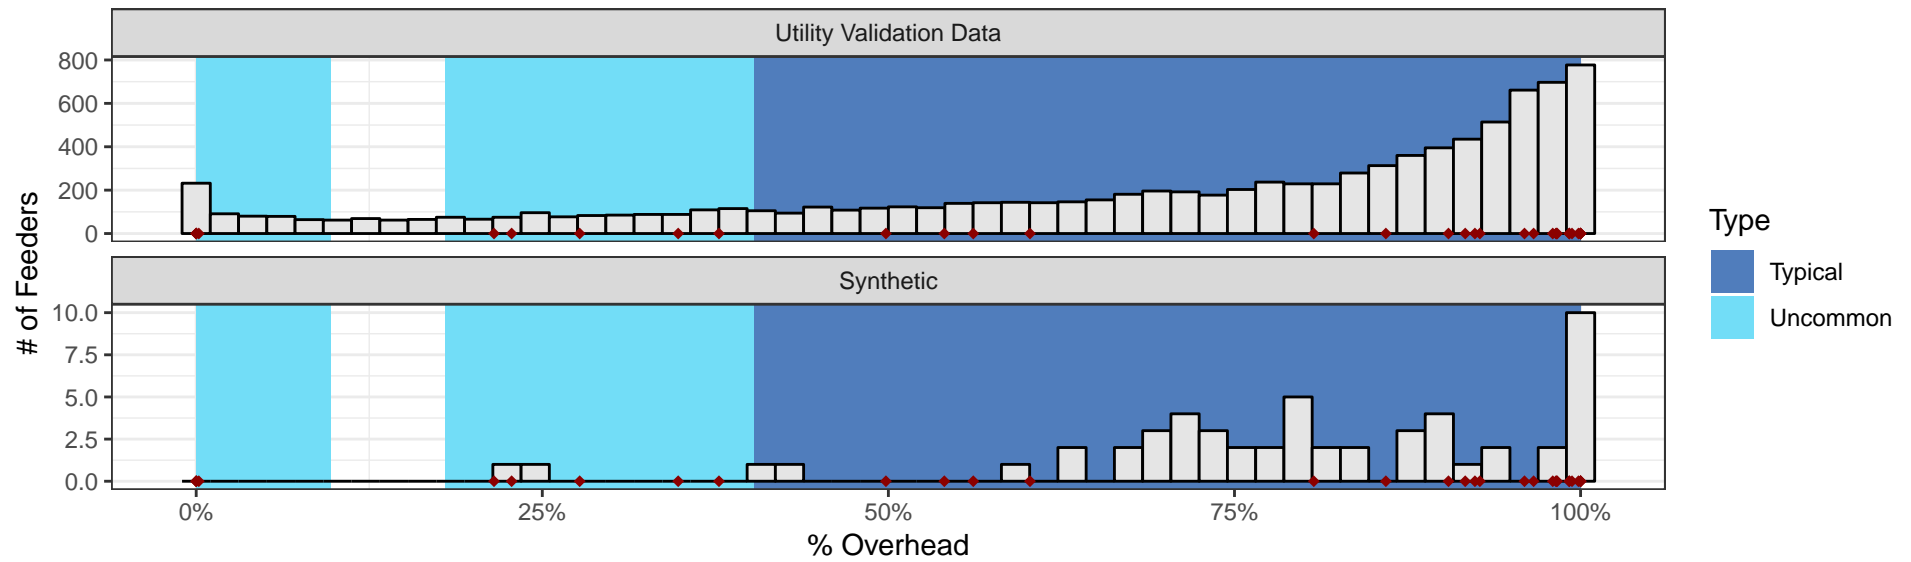 Utility Validation Data
800
600
400
200
0
Synthetic
10.0
7.5
5.0
2.5
0.0
0% 25% 50% 75% 100%
% Overhead
# of Feeders
Type
Typical
Uncommon